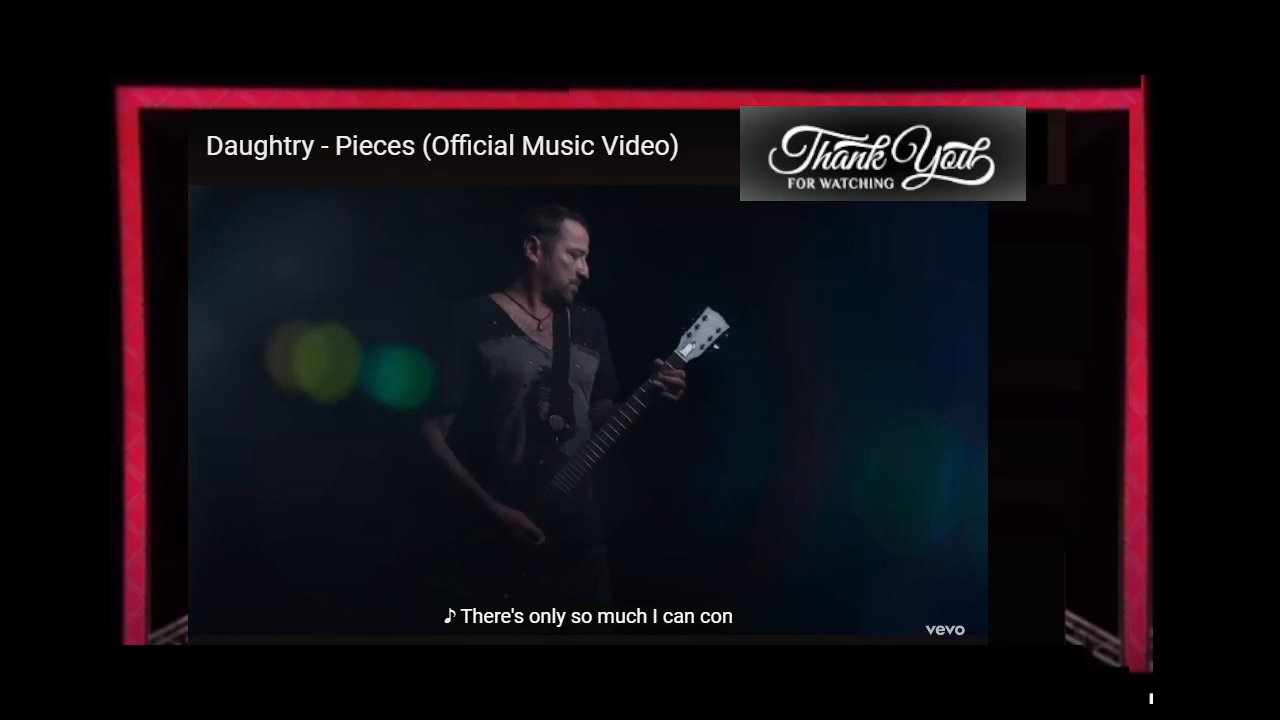 Daughtry - Pieces (Official Music Video)
Thank You
FOR WATCHING
♪ There's only so much I can con
vevo